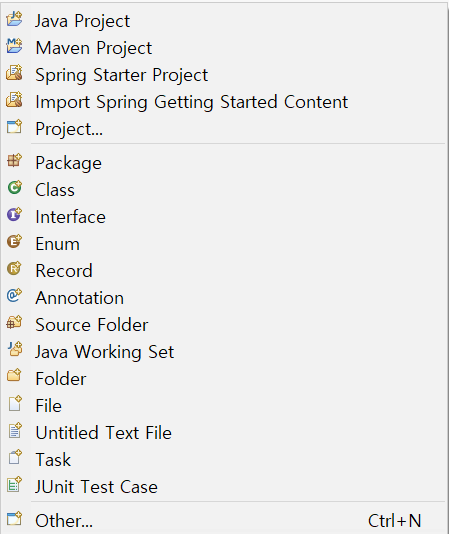 Java Project
Maven Project
Spring Starter Project
Import Spring Getting Started Content
Project...
Package
Class
Interface
Enum
Record
Annotation
Source Folder
Java Working Set
Folder
File
Untitled Text File
Task
JUnit Test Case
Other... Ctrl+N